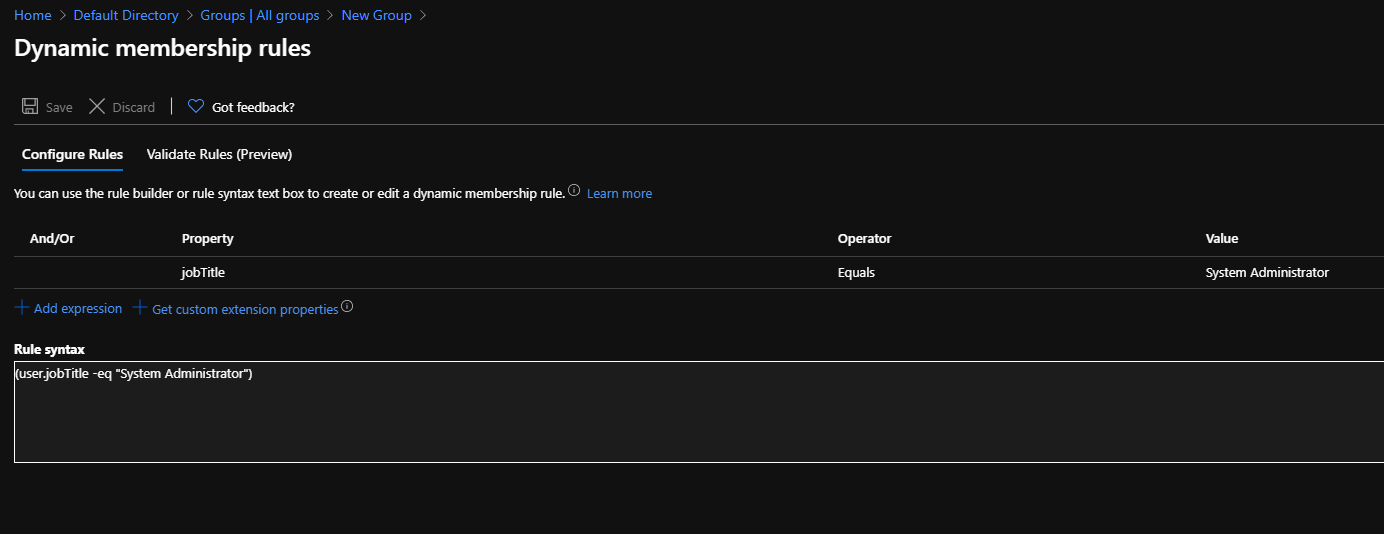 Home > Default Directory > Groups | All groups > New Group >
Dynamic membership rules
Save Discard | Got feedback?
Configure Rules Validate Rules (Preview)
You can use the rule builder or rule syntax text box to create or edit a dynamic membership rule. Learn more
And/Or Property Operator Value
jobTitle Equals System Administrator
+ Add expression + Get custom extension properties
Rule syntax
(user.jobTitle -eq "System Administrator")